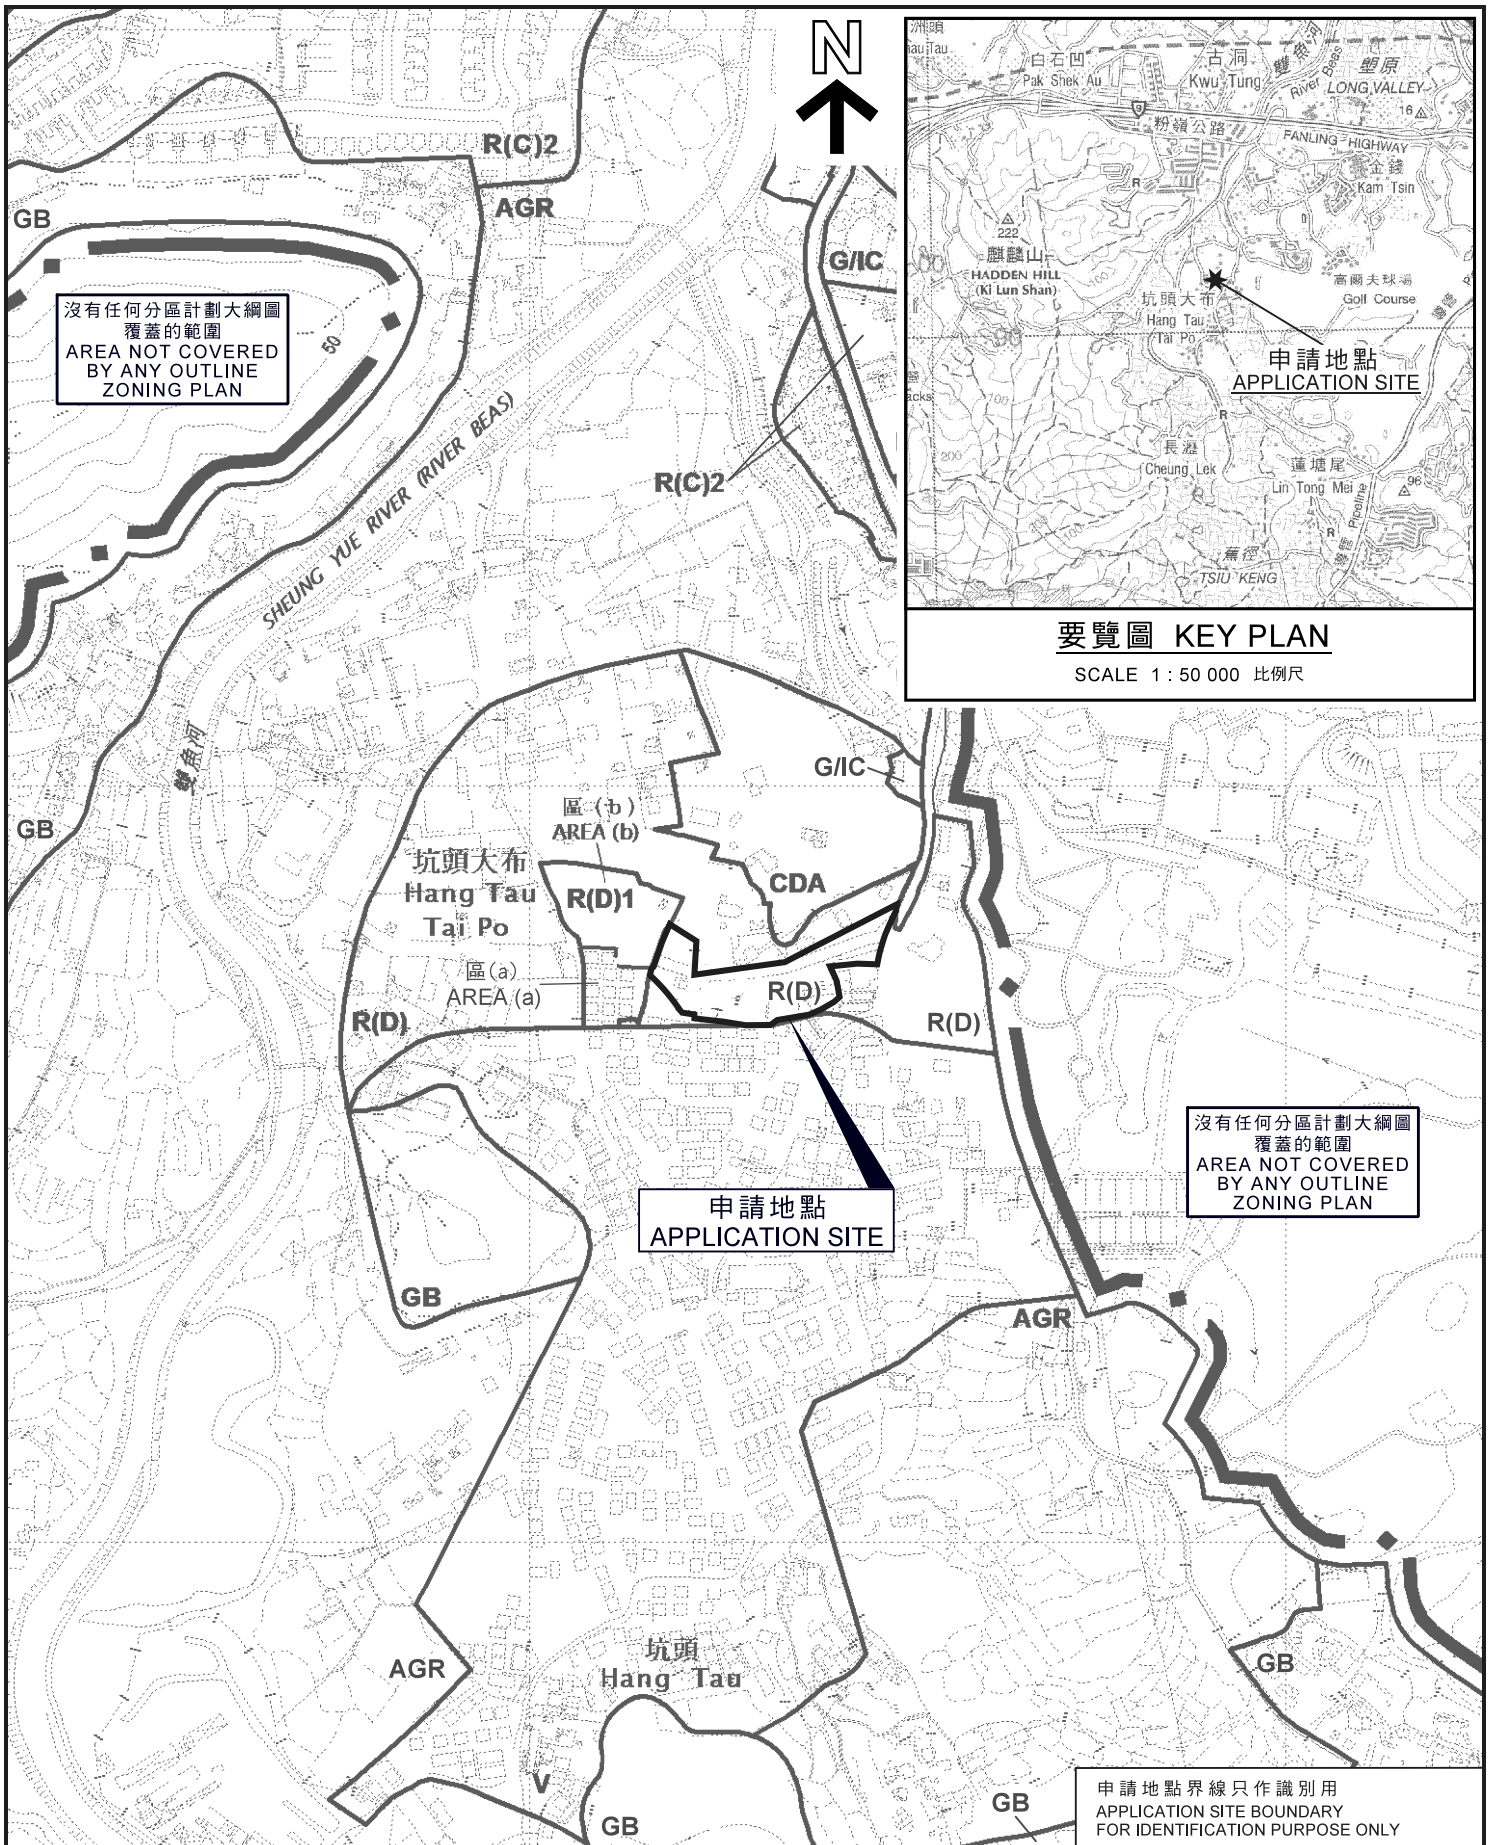 N
R(C)2
AGR
GB
G/IC
沒有任何分區計劃大綱圖
覆蓋的範圍
AREA NOT COVERED
BY ANY OUTLINE
ZONING PLAN
50
SHEUNG YUE RIVER (RIVER BEAS)
R(C)2
雙魚河
GB
洲頭
白石凹
Pak Shek Au
古洞
Kwu Tung
雙魚河
River Beas
塱原
LONG VALLEY
16
9
粉嶺公路
FANLING HIGHWAY
金錢
Kam Tsin
R
R
222
麒麟山
HADDEN HILL
(Ki Lun Shan)
100
坑頭大布
Hang Tau
Tai Po
高爾夫球場
Golf Course
90
申請地點
APPLICATION SITE
100
R
200
長瀝
Cheung Lek
蓮塘尾
Lin Tong Mei
96
Pipeline
R
蕉徑
TSIU KENG
要覽圖 KEY PLAN
SCALE 1 : 50 000 比例尺
G/IC
區 (b)
AREA (b)
坑頭大布
Hang Tau
Tai Po
R(D)1
CDA
區(a)
AREA (a)
R(D)
R(D)
R(D)
申請地點
APPLICATION SITE
沒有任何分區計劃大綱圖
覆蓋的範圍
AREA NOT COVERED
BY ANY OUTLINE
ZONING PLAN
GB
AGR
AGR
坑頭
Hang Tau
GB
V
GB
GB
申請地點界線只作識別用
APPLICATION SITE BOUNDARY
FOR IDENTIFICATION PURPOSE ONLY